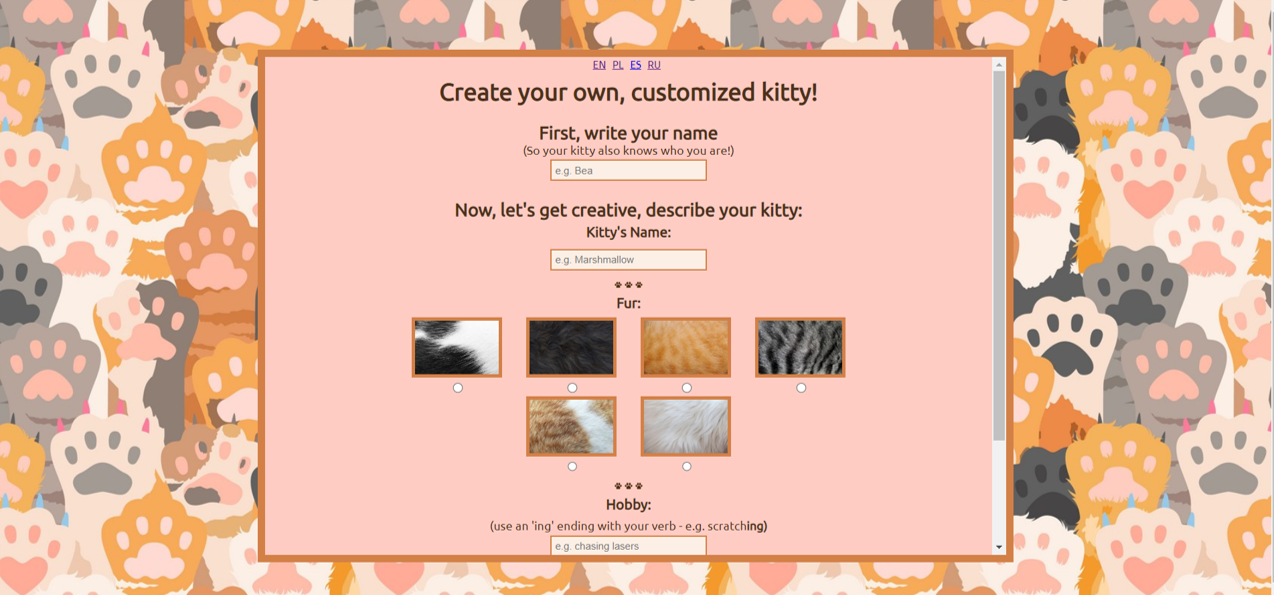 EN PL ES RU
Create your own, customized kitty!
First, write your name
(So your kitty also knows who you are!)
e.g. Bea
Now, let's get creative, describe your kitty:
Kitty's Name:
e.g. Marshmallow
Fur:
Hobby:
(use an 'ing' ending with your verb - e.g. scratching)
e.g. chasing lasers